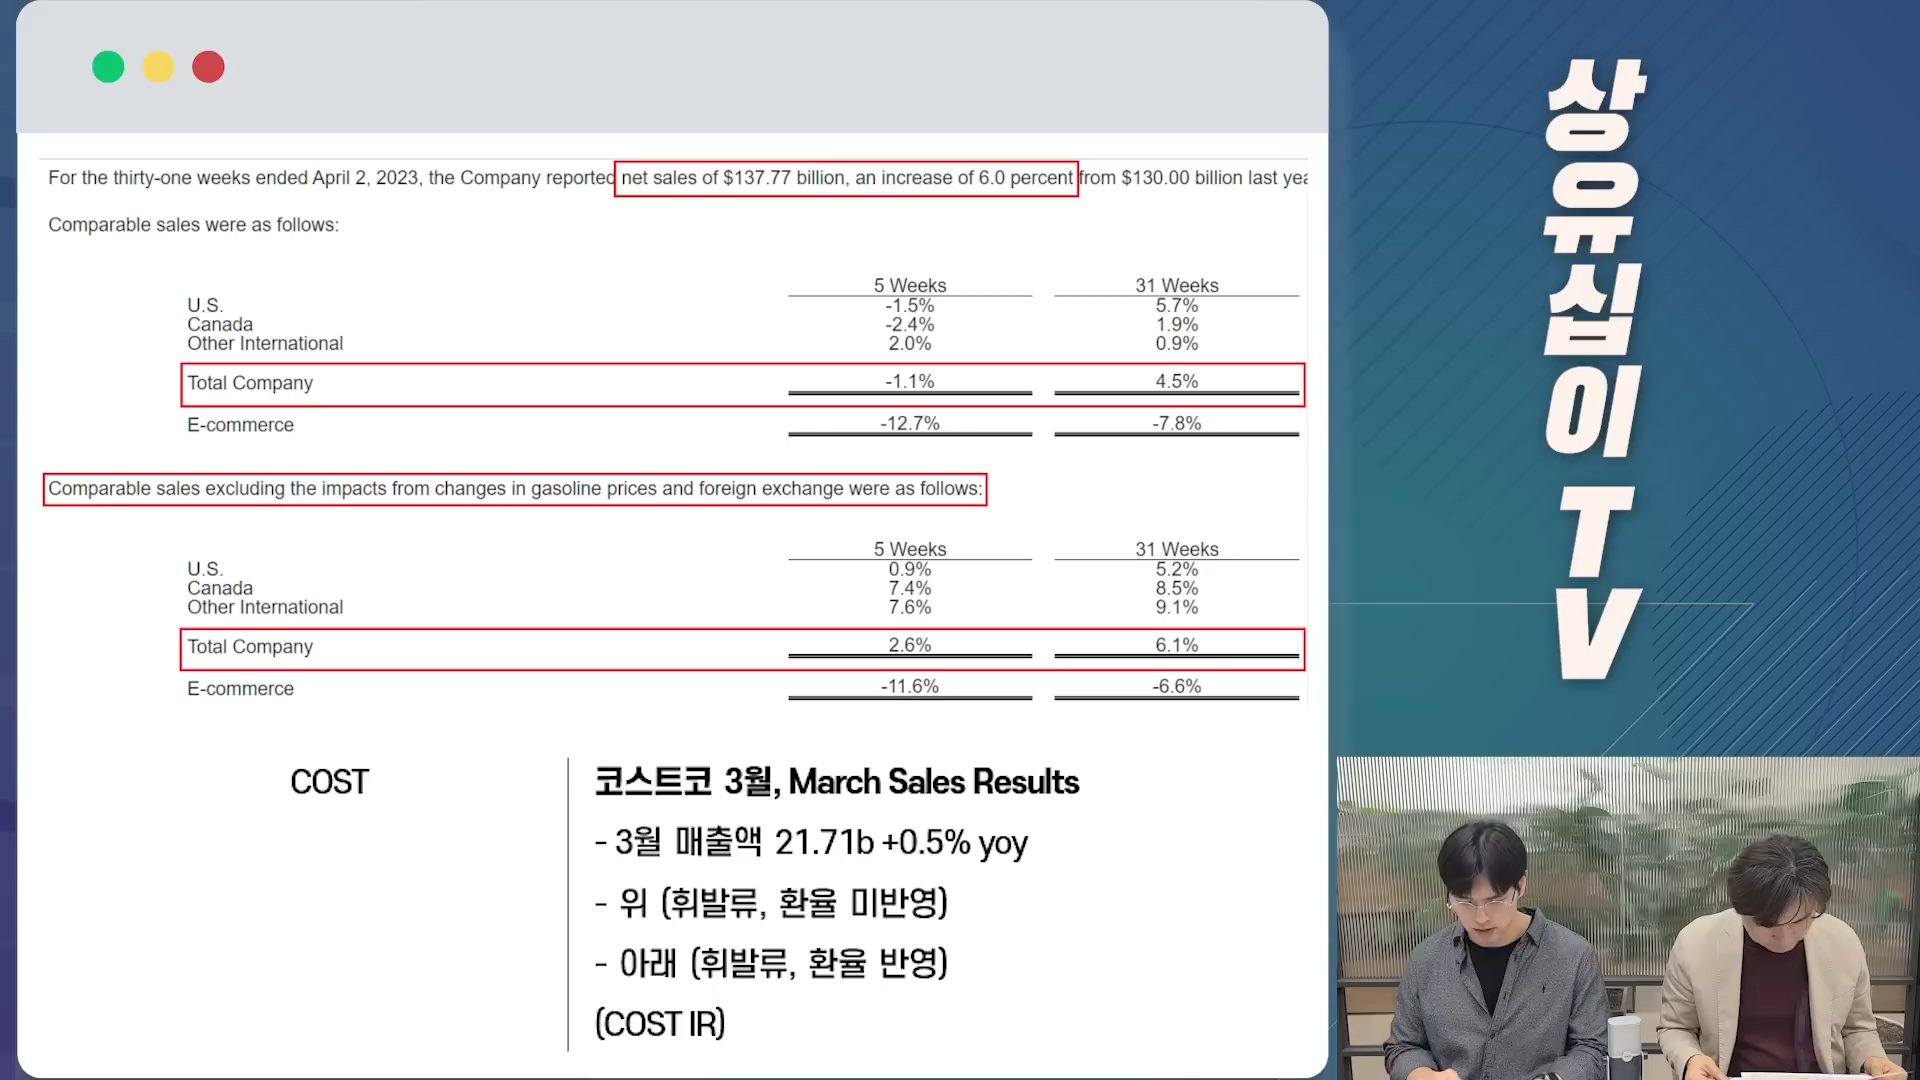 For the thirty-one weeks ended April 2, 2023, the Company reported net sales of $137.77 billion, an increase of 6.0 percent from $130.00 billion last yea
Comparable sales were as follows:
5 Weeks 31 Weeks
U.S. -1.5% 5.7%
Canada -2.4% 1.9%
Other International 2.0% 0.9%
Total Company -1.1% 4.5%
E-commerce -12.7% -7.8%
Comparable sales excluding the impacts from changes in gasoline prices and foreign exchange were as follows:
5 Weeks 31 Weeks
U.S. 0.9% 5.2%
Canada 7.4% 8.5%
Other International 7.6% 9.1%
Total Company 2.6% 6.1%
E-commerce -11.6% -6.6%
COST
코스트코 3월, March Sales Results
- 3월 매출액 21.71b +0.5% yoy
- 위 (휘발류, 환율 미반영)
- 아래 (휘발류, 환율 반영)
(COST IR)
상유십이 TV